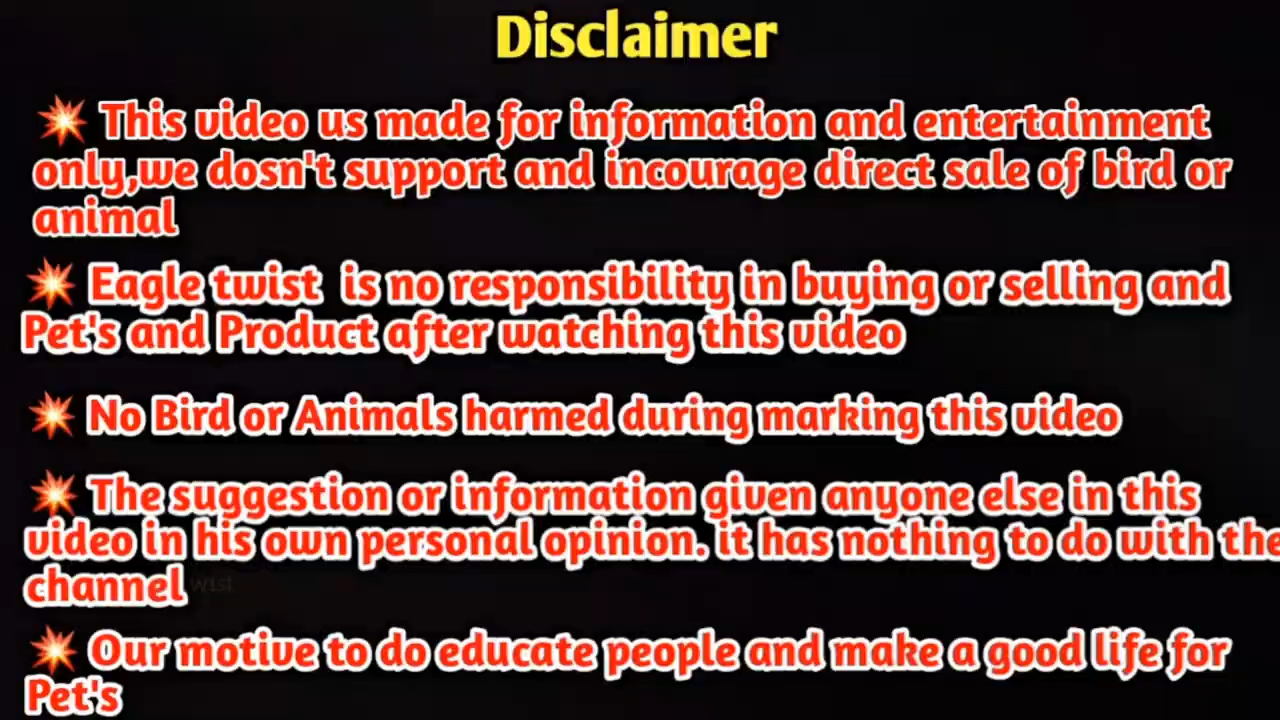 Disclaimer
💥 This video us made for information and entertainment
only,we dosn't support and incourage direct sale of bird or
animal
💥 Eagle twist is no responsibility in buying or selling and
Pet's and Product after watching this video
💥 No Bird or Animals harmed during marking this video
💥 The suggestion or information given anyone else in this
video in his own personal opinion. it has nothing to do with the
channel
💥 Our motive to do educate people and make a good life for
Pet's